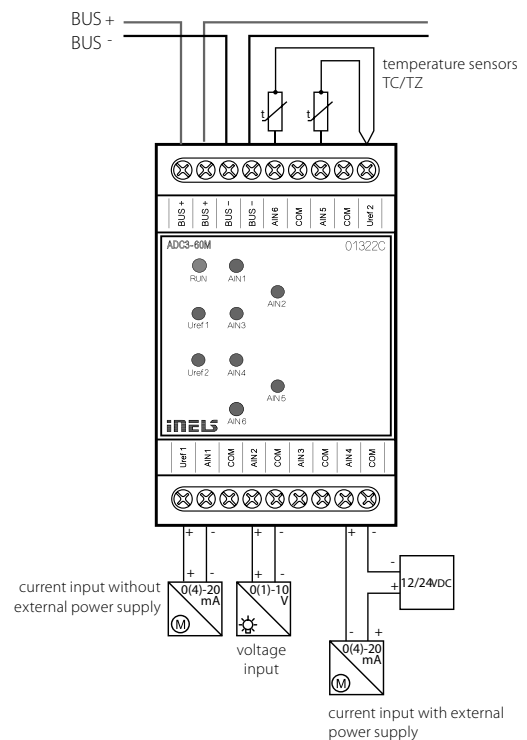 BUS +
BUS -
temperature sensors
TC/TZ
t
t
BUS +
BUS +
BUS -
BUS -
AIN6
COM
AIN5
COM
Uref 2
ADC3-60M
01322C
RUN
AIN1
AIN2
Uref 1
AIN3
Uref 2
AIN4
AIN5
AIN6
iNELS
Uref 1
AIN1
COM
AIN2
COM
AIN3
COM
AIN4
COM
+ -
+ -
+ -
-
+
12/24VDC
+ -
+ -
- +
0(4)-20
mA
M
0(1)-10
V
0(4)-20
mA
M
current input without
external power supply
voltage
input
current input with external
power supply